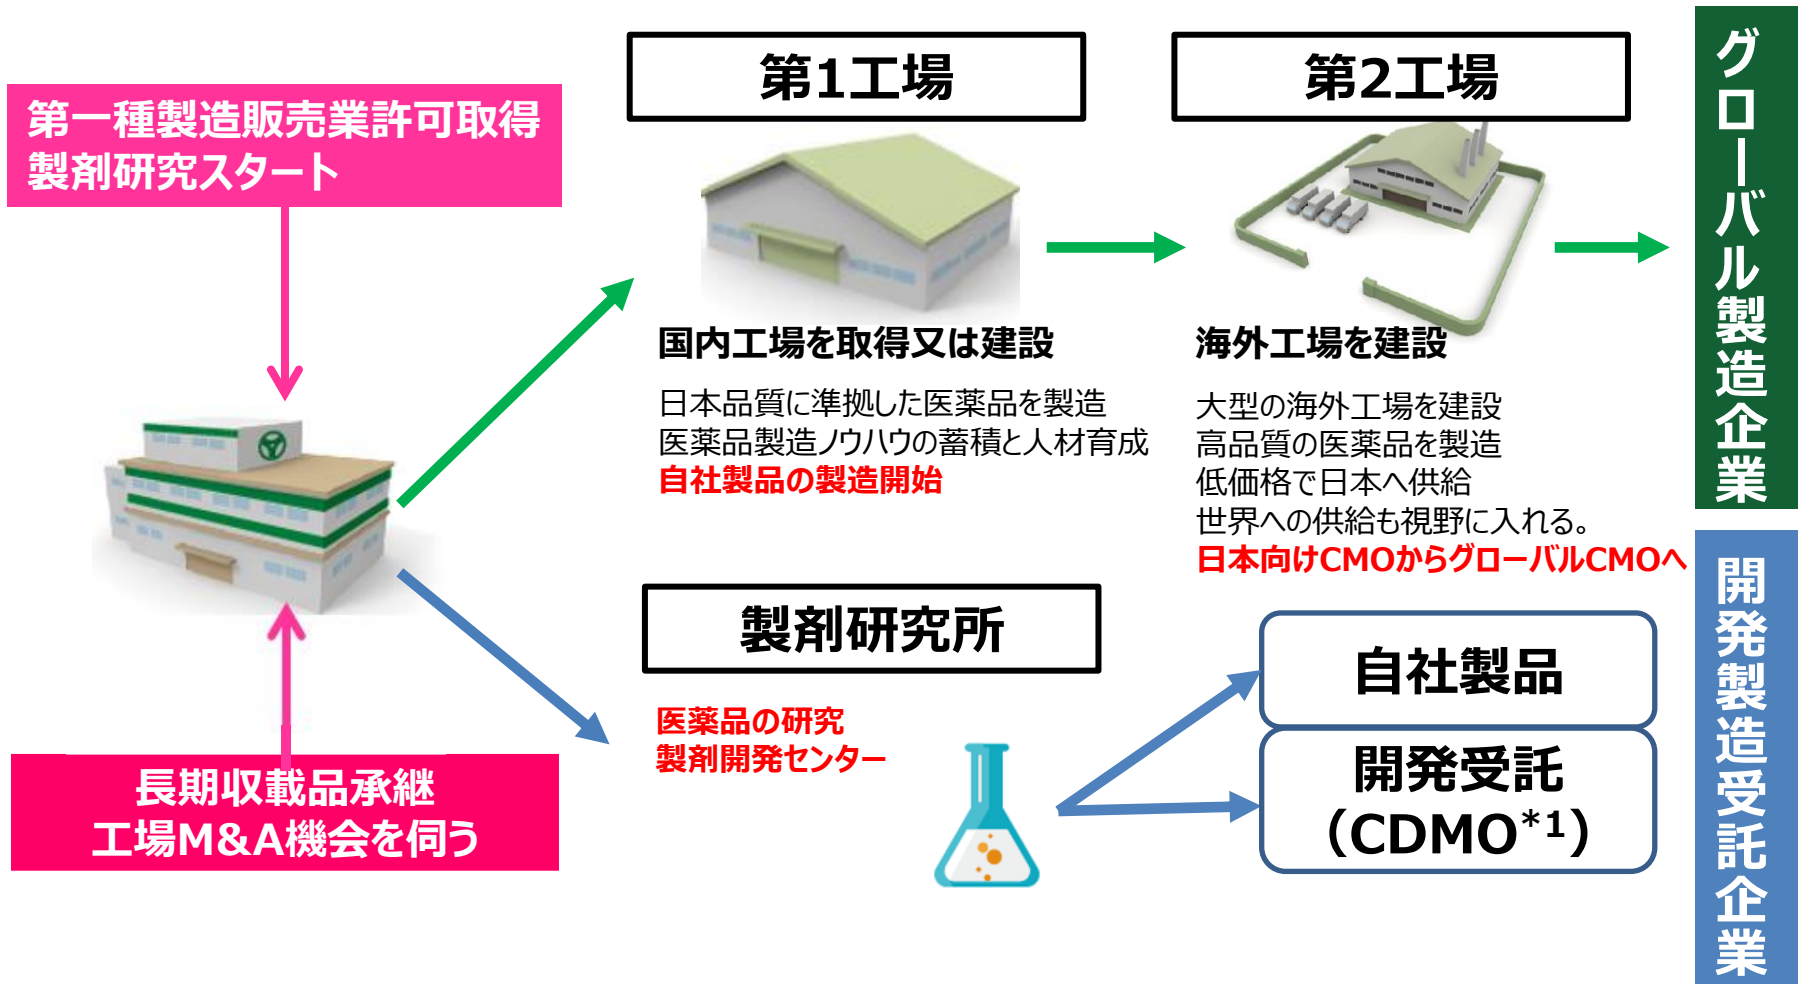 第一種製造販売業許可取得
製剤研究スタート
長期収載品承継
工場M&A機会を伺う
第1工場
国内工場を取得又は建設
日本品質に準拠した医薬品を製造
医薬品製造ノウハウの蓄積と人材育成
自社製品の製造開始
第2工場
海外工場を建設
大型の海外工場を建設
高品質の医薬品を製造
低価格で日本へ供給
世界への供給も視野に入れる。
日本向けCMOからグローバルCMOへ
製剤研究所
医薬品の研究
製剤開発センター
自社製品
開発受託
（CDMO*1）
グローバル製造企業
開発製造受託企業